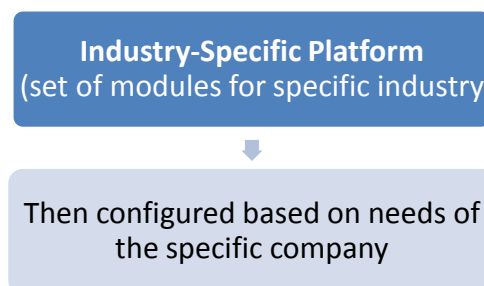 Industry-Specific Platform
(set of modules for specific industry
Then configured based on needs of
the specific company